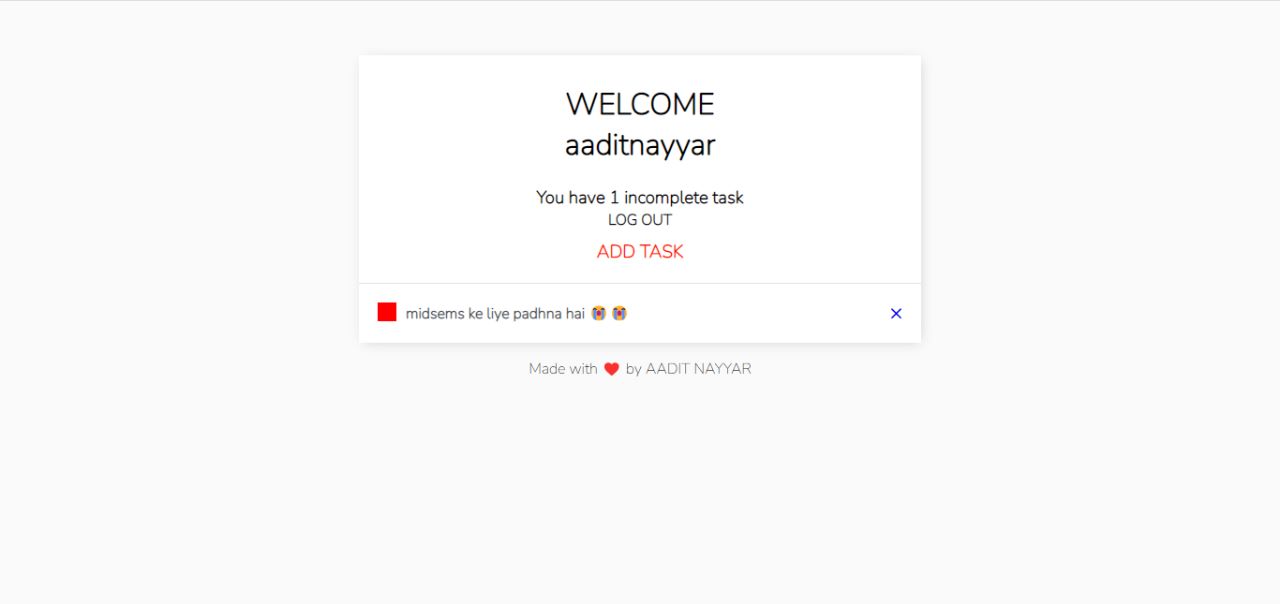 WELCOME
aaditnayyar
You have 1 incomplete task
LOG OUT
ADD TASK
midsems ke liye padhna hai 😭 😭
Made with ❤️ by AADIT NAYYAR